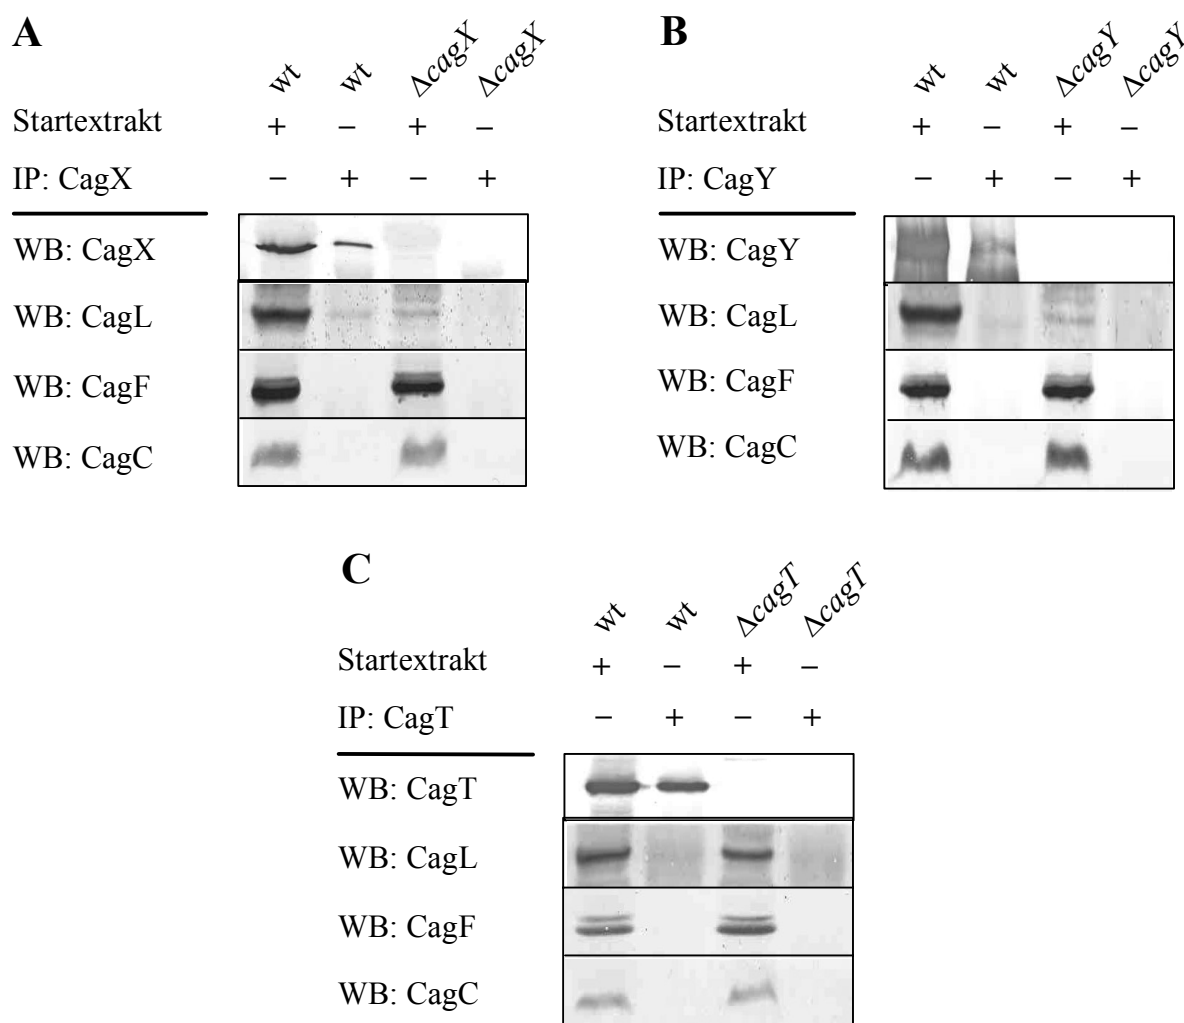 A
wt wt ΔcagX ΔcagX
Startextrakt + – + –
IP: CagX – + – +
WB: CagX
WB: CagL
WB: CagF
WB: CagC
B
wt wt ΔcagY ΔcagY
Startextrakt + – + –
IP: CagY – + – +
WB: CagY
WB: CagL
WB: CagF
WB: CagC
C
wt wt ΔcagT ΔcagT
Startextrakt + – + –
IP: CagT – + – +
WB: CagT
WB: CagL
WB: CagF
WB: CagC